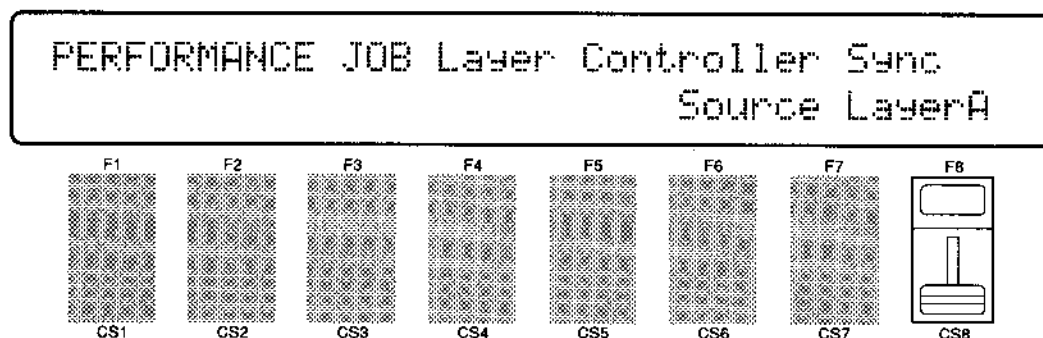 PERFORMANCE JOB Layer Controller Sync
Source LayerA
F1 F2 F3 F4 F5 F6 F7 F8
CS1 CS2 CS3 CS4 CS5 CS6 CS7 CS8